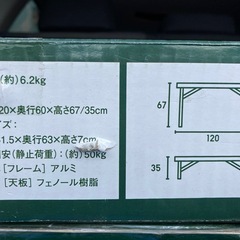 (約)6.2kg
20×奥行60×高さ67/35cm
ズ:
1.5×奥行63×高さ7cm
安(静止荷重):(約)50kg
[フレーム] アルミ
[天板] フェノール樹脂
67
120
35